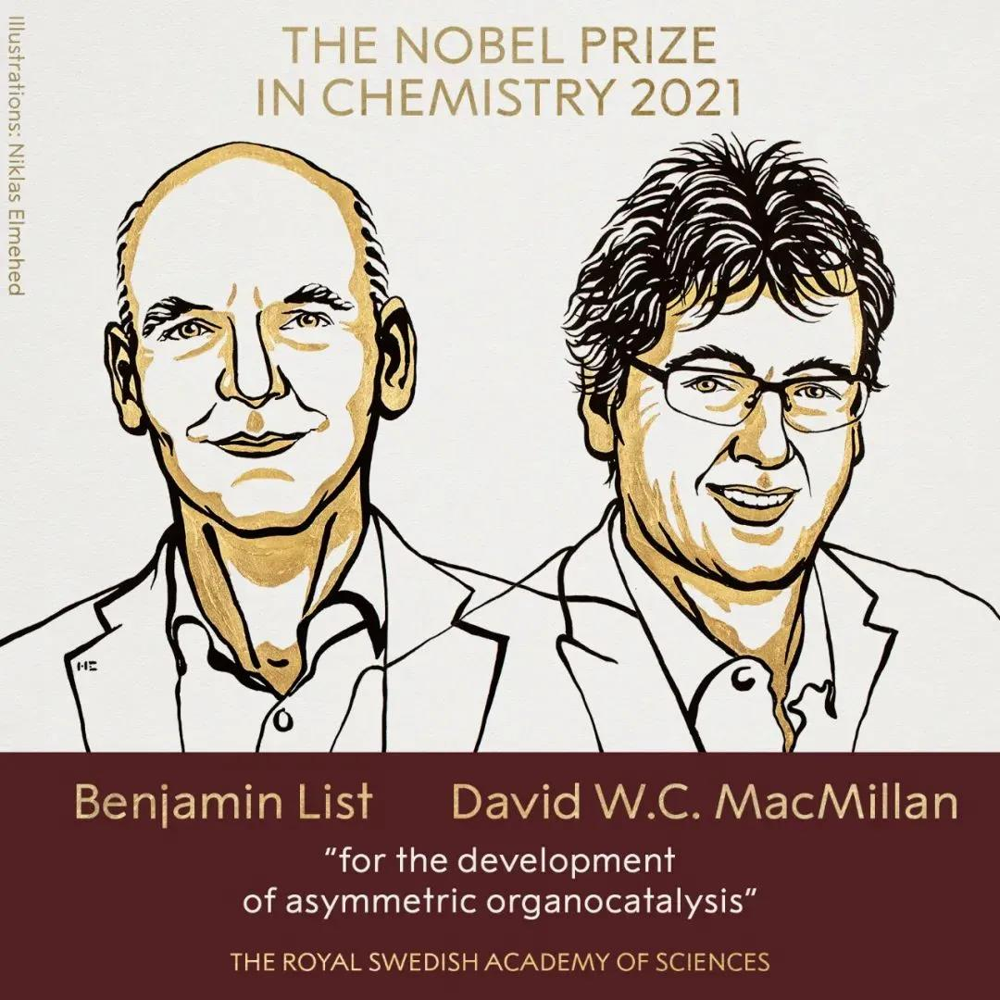 Illustrations: Niklas Elmehed
THE NOBEL PRIZE
IN CHEMISTRY 2021
Benjamin List
David W.C. MacMillan
”for the development
of asymmetric organocatalysis”
THE ROYAL SWEDISH ACADEMY OF SCIENCES